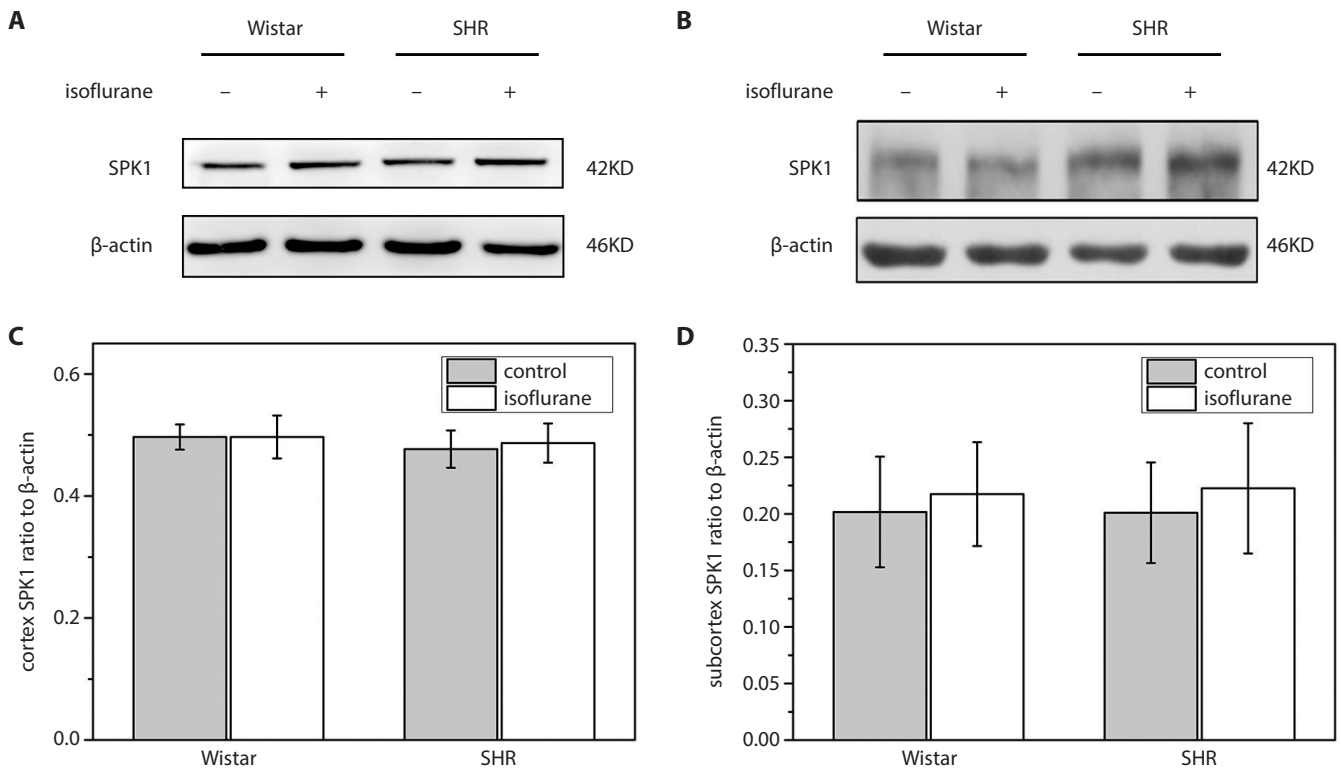 A
Wistar SHR
isoflurane – + – +
SPK1 42KD
β-actin 46KD
B
Wistar SHR
isoflurane – + – +
SPK1 42KD
β-actin 46KD
C
cortex SPK1 ratio to β-actin
0.6
0.4
0.2
0.0
control
isoflurane
Wistar SHR
D
subcortex SPK1 ratio to β-actin
0.35
0.30
0.25
0.20
0.15
0.10
0.05
0.00
control
isoflurane
Wistar SHR